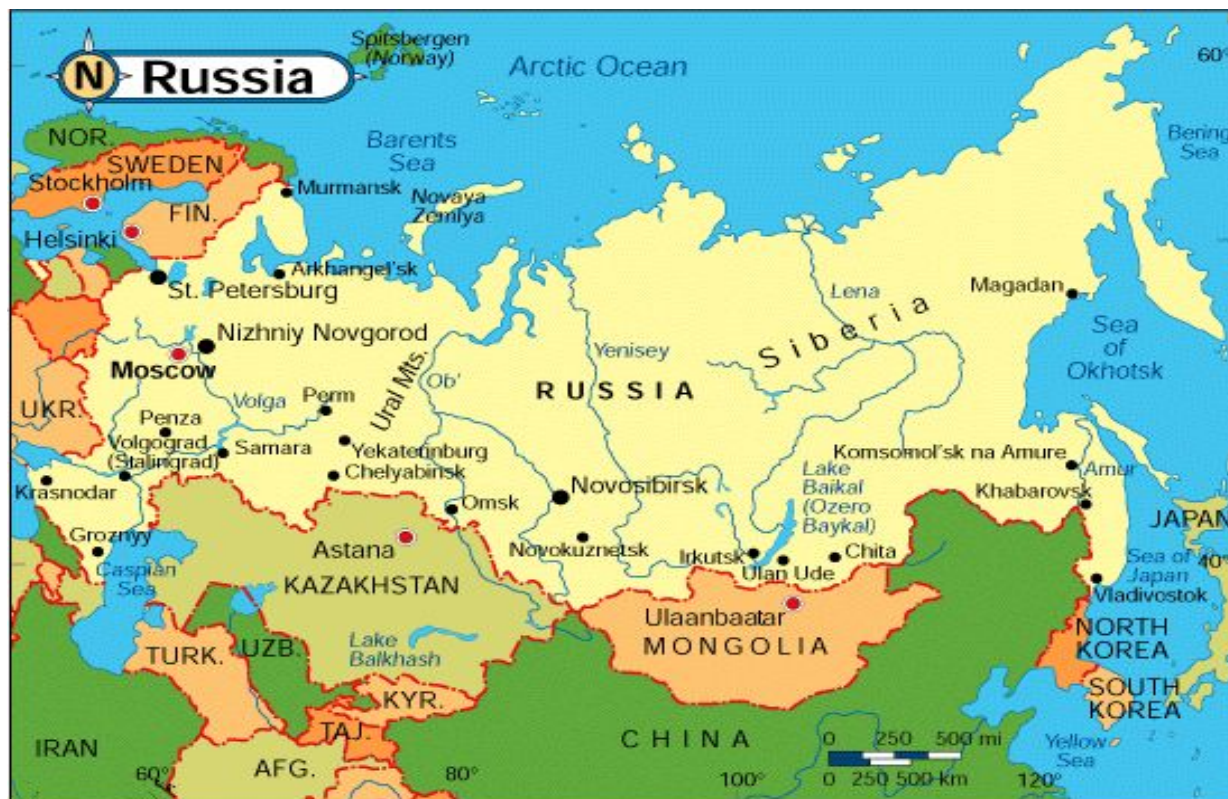 N Russia
Spitsbergen
(Norway)
Arctic Ocean
60°
NOR.
Barents
Sea
Bering
Sea
SWEDEN
Stockholm
Murmansk
Novaya
Zemlya
FIN.
Helsinki
Arkhangel'sk
St. Petersburg
Magadan
Lena
Siberia
Nizhniy Novgorod
Sea
of
Okhotsk
Moscow
Yenisey
Ural Mts.
Ob'
RUSSIA
UKR.
Volga
Perm
Penza
Volgograd
(Stalingrad)
Samara
Yekaterinburg
Chelyabinsk
Komsomol'sk na Amure
Amur
Krasnodar
Omsk
Novosibirsk
Lake
Baikal
(Ozero
Baykal)
Khabarovsk
JAPAN
Groznyy
Astana
Novokuznetsk
Irkutsk
Chita
Ulan Ude
Sea of
Japan
40°
Caspian
Sea
KAZAKHSTAN
Vladivostok
Ulaanbaatar
MONGOLIA
NORTH
KOREA
TURK.
UZB.
Lake
Balkhash
KYR.
SOUTH
KOREA
TAJ.
IRAN
CHINA
0 250 500 mi
0 250 500 km
Yellow
Sea
AFG.
60°
80°
100°
120°